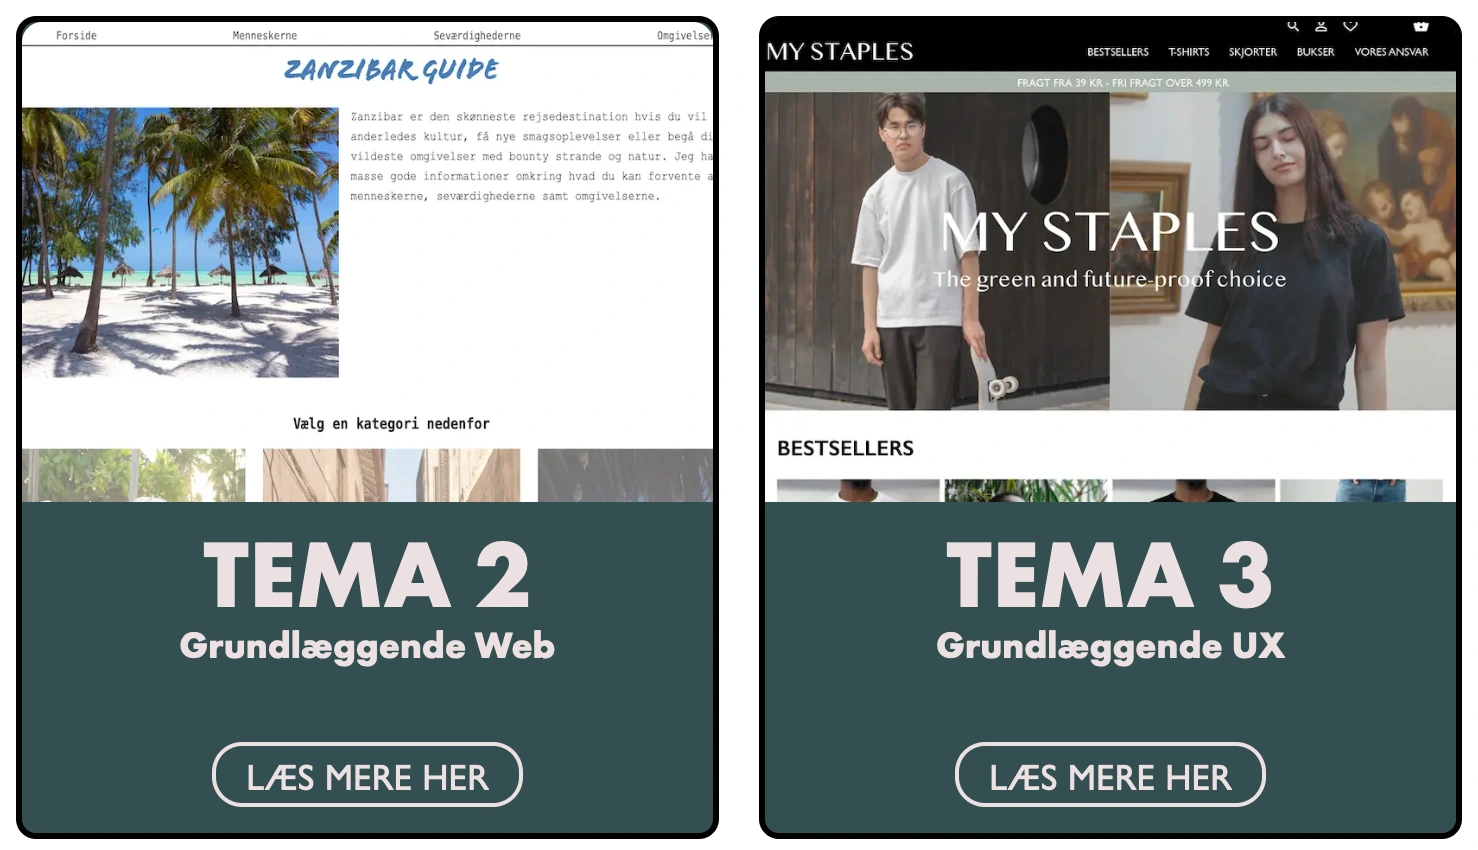 Forside Menneskerne Seværdighederne
ZANZIBAR GUIDE
Zanzibar er den skønneste rejsedestination hvis du vil
anderledes kultur, få nye smagsoplevelser eller begå
vildeste omgivelser med bounty strande og natur. Jeg
masse gode informationer omkring hvad du kan forvente
menneskerne, seværdighederne samt omgivelserne.
Vælg en kategori nedenfor
TEMA 2
Grundlæggende Web
LÆS MERE HER
MY STAPLES
BESTSELLERS T-SHIRTS SKJORTER BUKSER VORES ANSVAR
FRAGT FRA 39 KR - FRI FRAGT OVER 499 KR
MY STAPLES
The green and future-proof choice
BESTSELLERS
TEMA 3
Grundlæggende UX
LÆS MERE HER